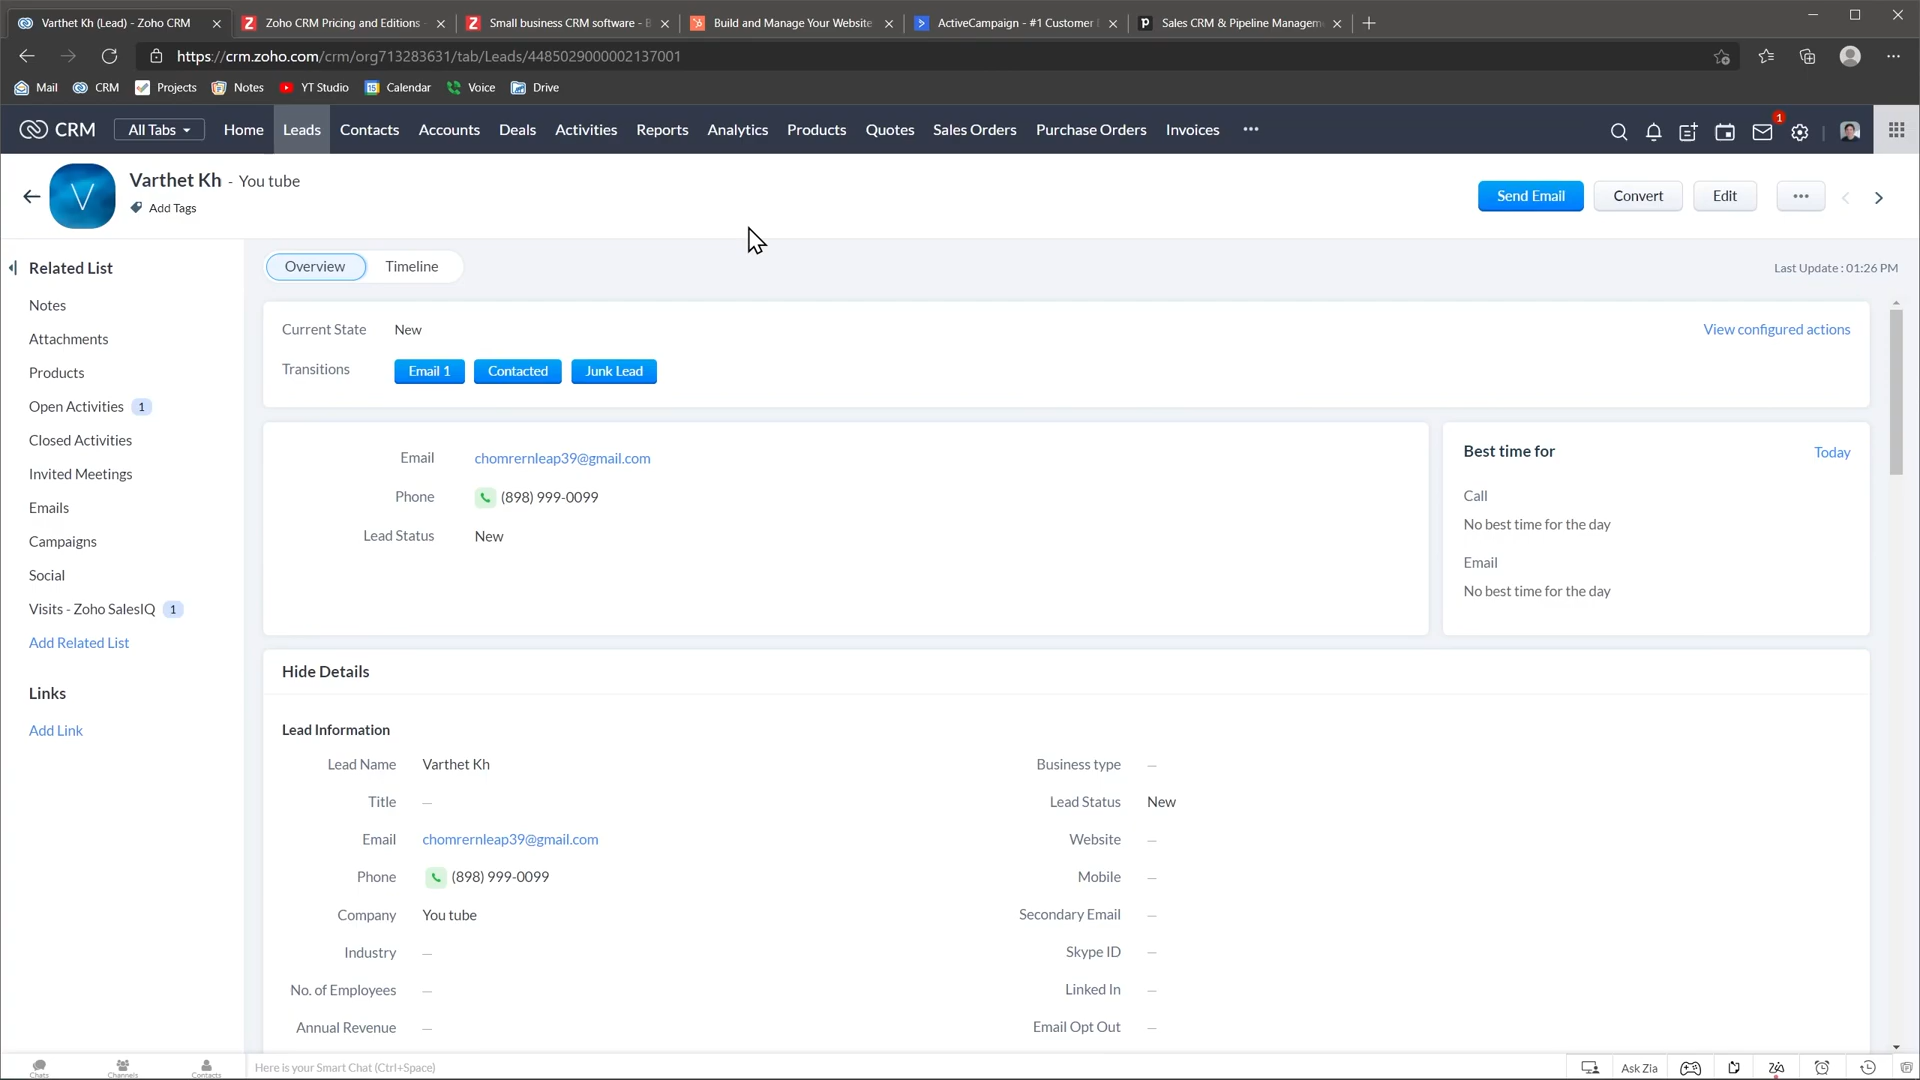 Varthet Kh (Lead) - Zoho CRM
Zoho CRM Pricing and Editions -
Small business CRM software - B
Build and Manage Your Website
ActiveCampaign - #1 Customer E
Sales CRM & Pipeline Managem
https://crm.zoho.com/crm/org713283631/tab/Leads/4485029000002137001
Mail
CRM
Projects
Notes
YT Studio
Calendar
Voice
Drive
CRM
All Tabs
Home
Leads
Contacts
Accounts
Deals
Activities
Reports
Analytics
Products
Quotes
Sales Orders
Purchase Orders
Invoices
1
V
Varthet Kh - You tube
Add Tags
Send Email
Convert
Edit
Related List
Notes
Attachments
Products
Open Activities 1
Closed Activities
Invited Meetings
Emails
Campaigns
Social
Visits - Zoho SalesIQ 1
Add Related List
Links
Add Link
Overview
Timeline
Last Update : 01:26 PM
Current State New
View configured actions
Transitions Email 1 Contacted Junk Lead
Email chomrernleap39@gmail.com
Phone (898) 999-0099
Lead Status New
Best time for
Today
Call
No best time for the day
Email
No best time for the day
Hide Details
Lead Information
Lead Name Varthet Kh
Business type —
Title —
Lead Status New
Email chomrernleap39@gmail.com
Website —
Phone (898) 999-0099
Mobile —
Company You tube
Secondary Email —
Industry —
Skype ID —
No. of Employees —
Linked In —
Annual Revenue —
Email Opt Out —
Chats
Channels
Contacts
Here is your Smart Chat (Ctrl+Space)
Ask Zia